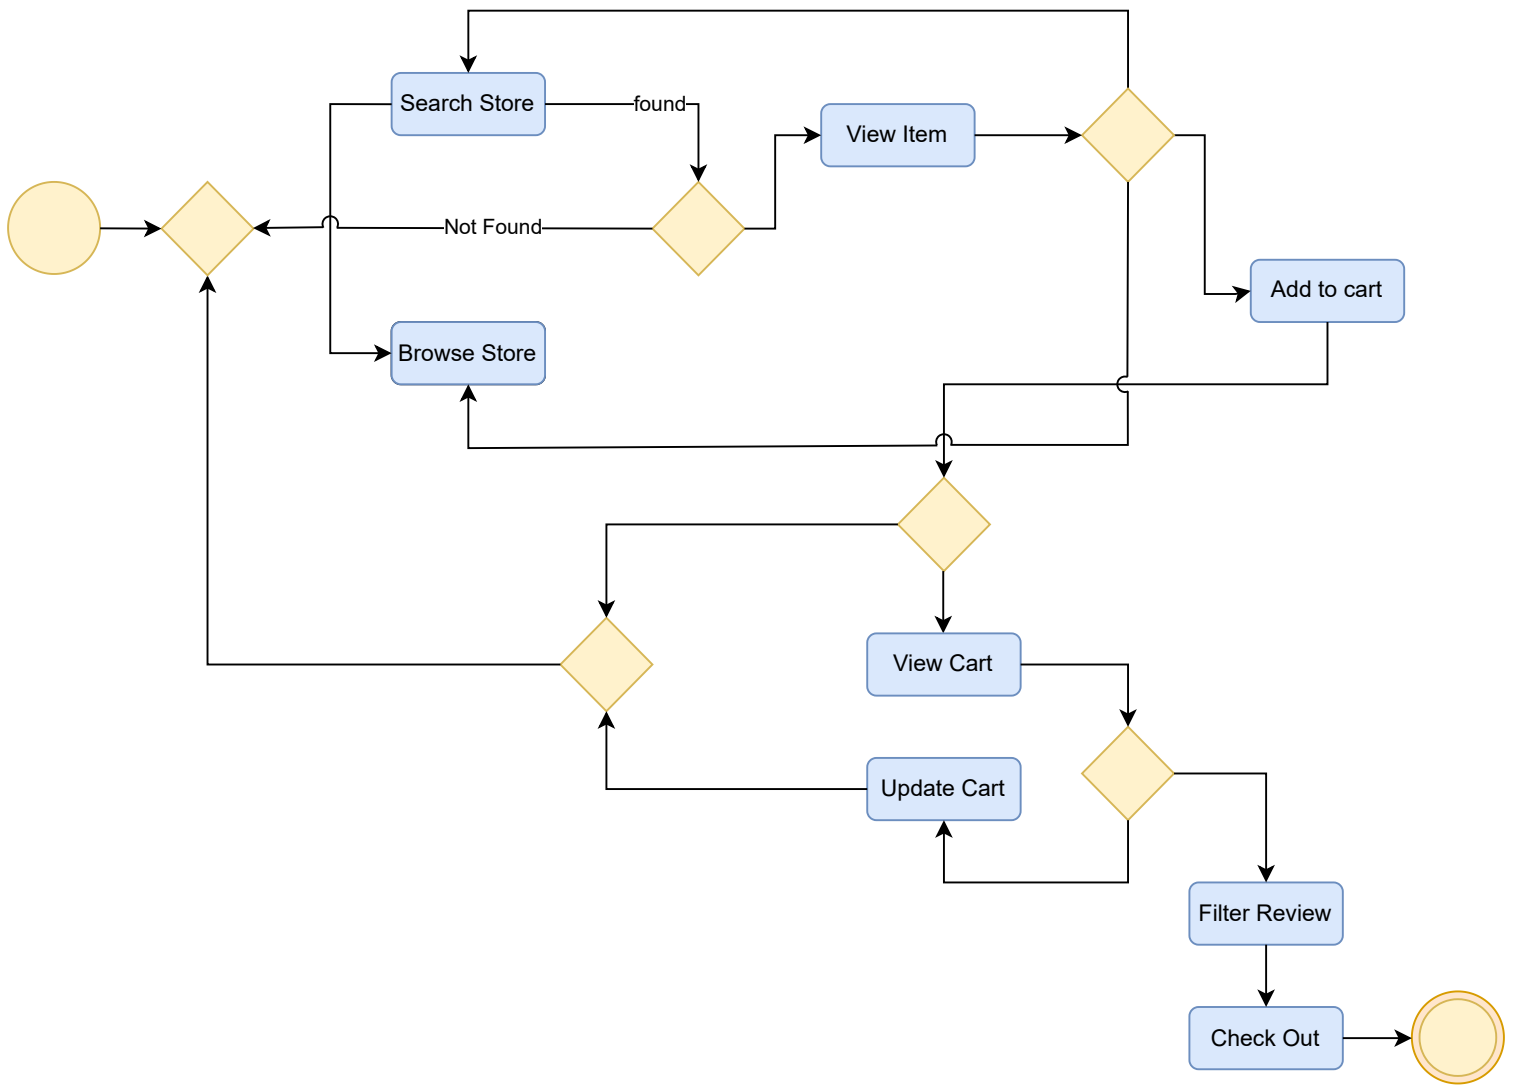 Search Store
found
View Item
Not Found
Add to cart
Browse Store
View Cart
Update Cart
Filter Review
Check Out